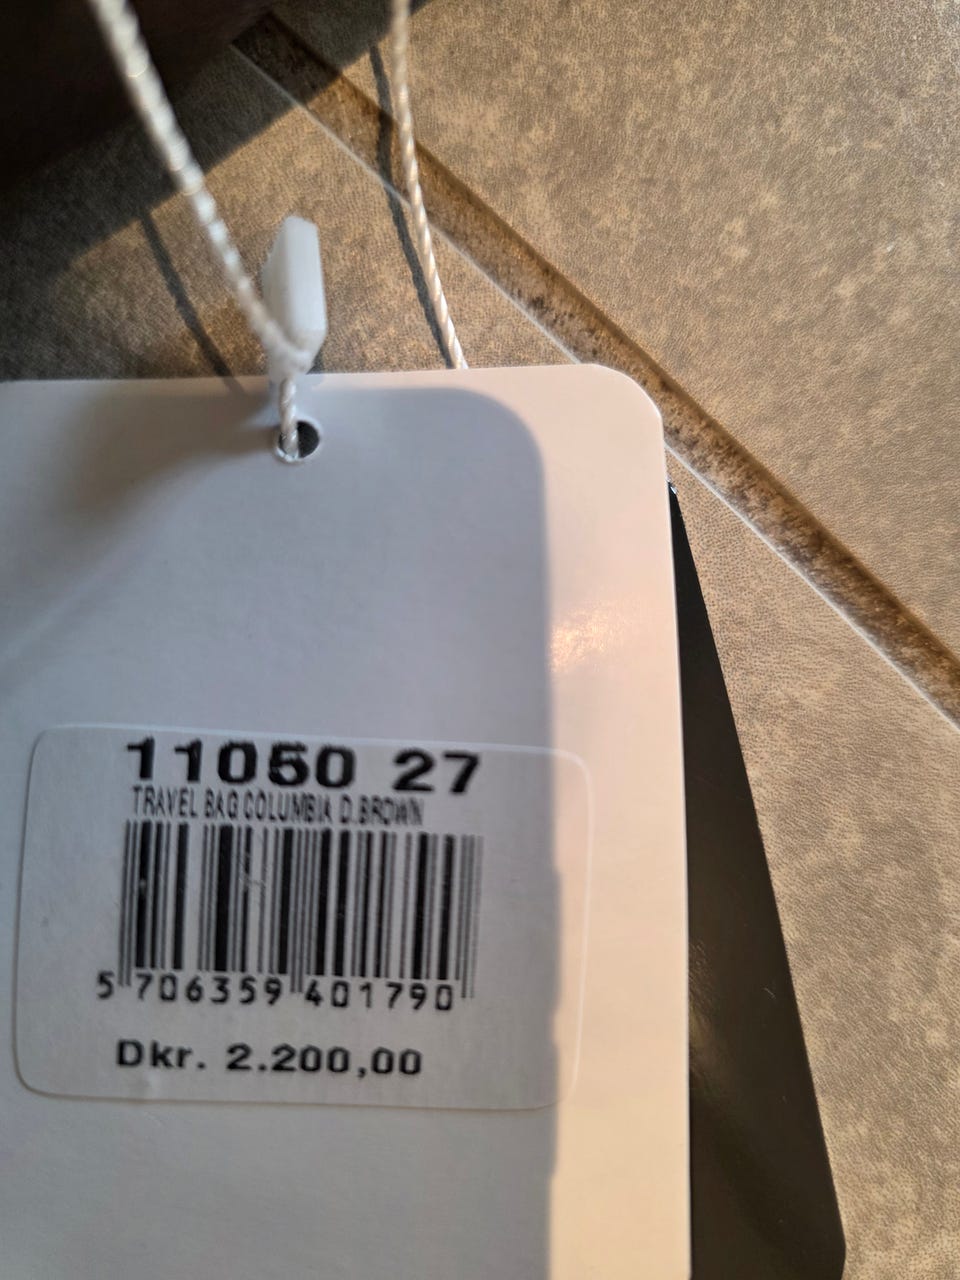 11050 27
TRAVEL BAG COLUMBIA D.BROWN
5 706359 401790
Dkr. 2.200,00